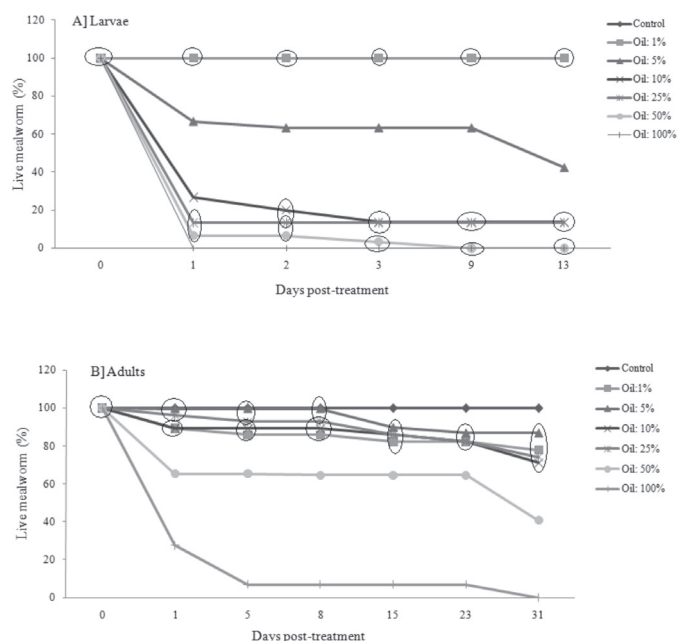 A] Larvae
Live mealworm (%)
120
100
80
60
40
20
0
0 1 2 3 9 13
Days post-treatment
Control
Oil: 1%
Oil: 5%
Oil: 10%
Oil: 25%
Oil: 50%
Oil: 100%
B] Adults
Live mealworm (%)
120
100
80
60
40
20
0
0 1 5 8 15 23 31
Days post-treatment
Control
Oil:1%
Oil: 5%
Oil: 10%
Oil: 25%
Oil: 50%
Oil: 100%